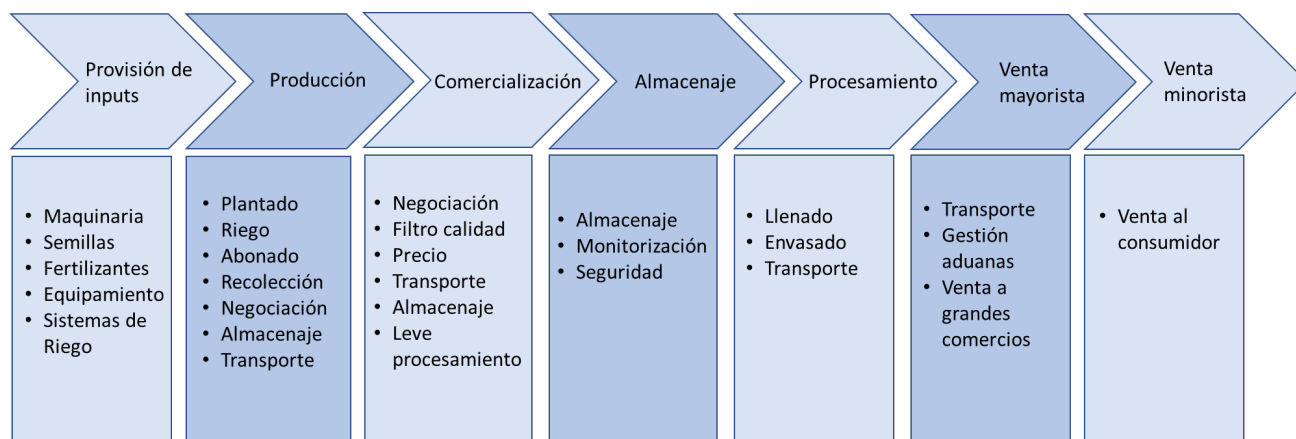 Provisión de
inputs
Producción
Comercialización
Almacenaje
Procesamiento
Venta
mayorista
Venta
minorista
• Maquinaria
• Semillas
• Fertilizantes
• Equipamiento
• Sistemas de
Riego
• Plantado
• Riego
• Abonado
• Recolección
• Negociación
• Almacenaje
• Transporte
• Negociación
• Filtro calidad
• Precio
• Transporte
• Almacenaje
• Leve
procesamiento
• Almacenaje
• Monitorización
• Seguridad
• Llenado
• Envasado
• Transporte
• Transporte
• Gestión
aduanas
• Venta a
grandes
comercios
• Venta al
consumidor